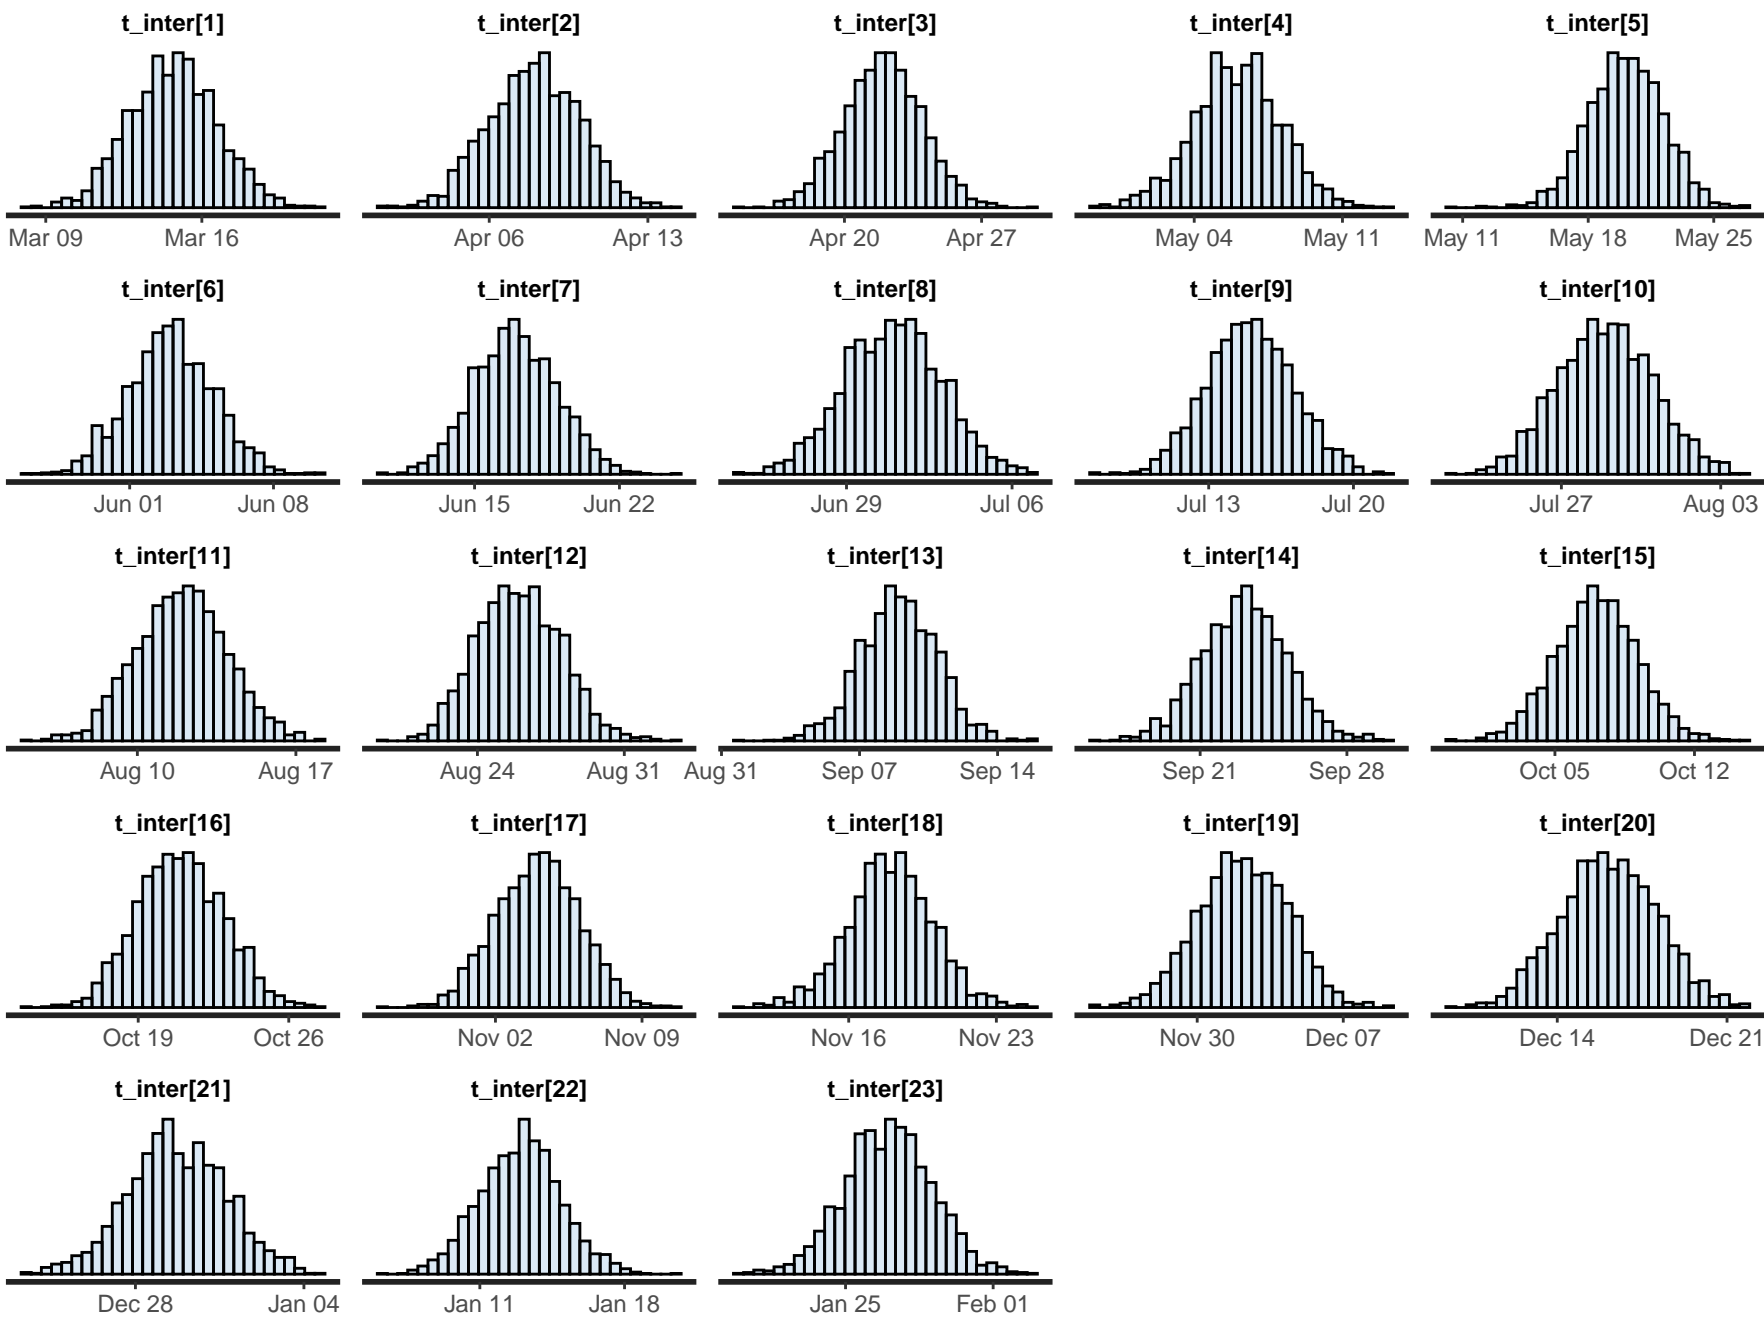 t_inter[1] t_inter[2] t_inter[3] t_inter[4] t_inter[5]
Mar 09 Mar 16 Apr 06 Apr 13 Apr 20 Apr 27 May 04 May 11 May 11 May 18 May 25
t_inter[6] t_inter[7] t_inter[8] t_inter[9] t_inter[10]
Jun 01 Jun 08 Jun 15 Jun 22 Jun 29 Jul 06 Jul 13 Jul 20 Jul 27 Aug 03
t_inter[11] t_inter[12] t_inter[13] t_inter[14] t_inter[15]
Aug 10 Aug 17 Aug 24 Aug 31 Aug 31 Sep 07 Sep 14 Sep 21 Sep 28 Oct 05 Oct 12
t_inter[16] t_inter[17] t_inter[18] t_inter[19] t_inter[20]
Oct 19 Oct 26 Nov 02 Nov 09 Nov 16 Nov 23 Nov 30 Dec 07 Dec 14 Dec 21
t_inter[21] t_inter[22] t_inter[23]
Dec 28 Jan 04 Jan 11 Jan 18 Jan 25 Feb 01